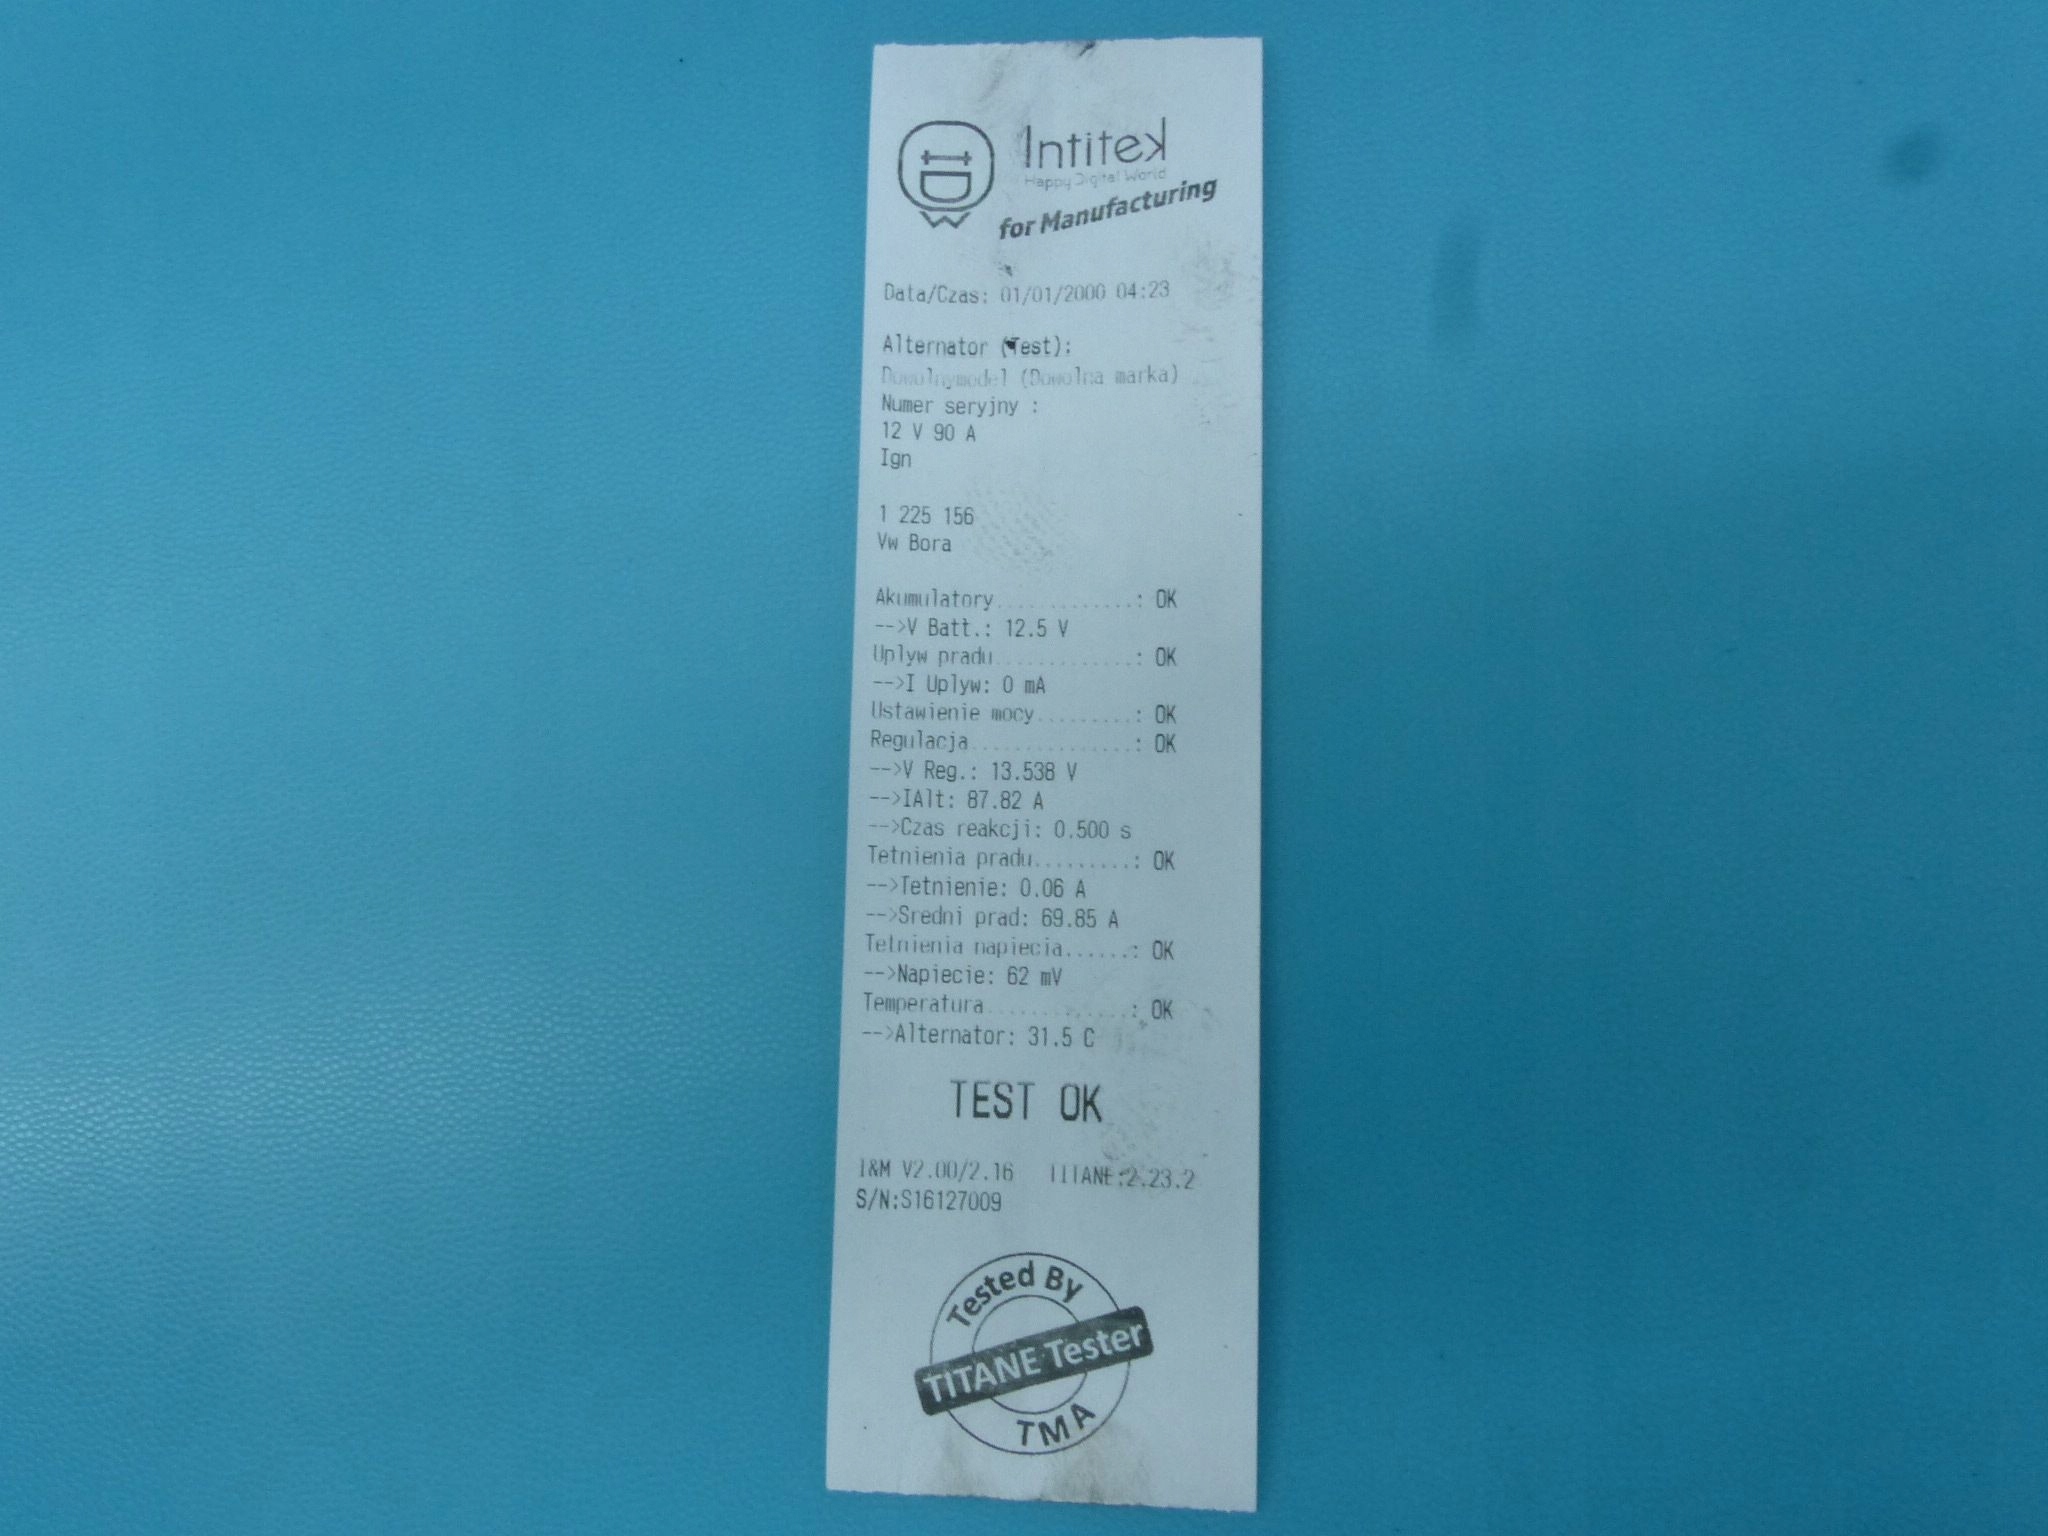 Intitek
Happy Digital World
for Manufacturing
Data/Czas: 01/01/2000 04:23
Alternator (Test):
Dowolnymodel (Dowolna marka)
Numer seryjny :
12 V 90 A
Ign
1 225 156
Vw Bora
Akumulatory.............: OK
-->V Batt.: 12.5 V
Uplyw pradu.............: OK
-->I Uplyw: 0 mA
Ustawienie mocy.........: OK
Regulacja...............: OK
-->V Reg.: 13.538 V
-->IAlt: 87.82 A
-->Czas reakcji: 0.500 s
Tetnienia pradu.........: OK
-->Tetnienie: 0.06 A
-->Sredni prad: 69.85 A
Tetnienia napiecia......: OK
-->Napiecie: 62 mV
Temperatura.............: OK
-->Alternator: 31.5 C
TEST OK
I&M V2.00/2.16 TITANE:2.23.2
S/N:S16127009
Tested By
TITANE Tester
TMA